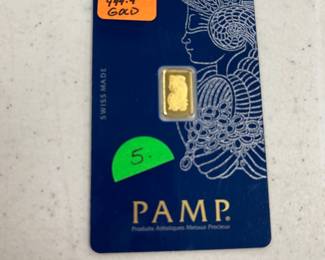 999.9
GOLD
SWISS MADE
5.
PAMP.
Produits Artistiques Métaux Précieux